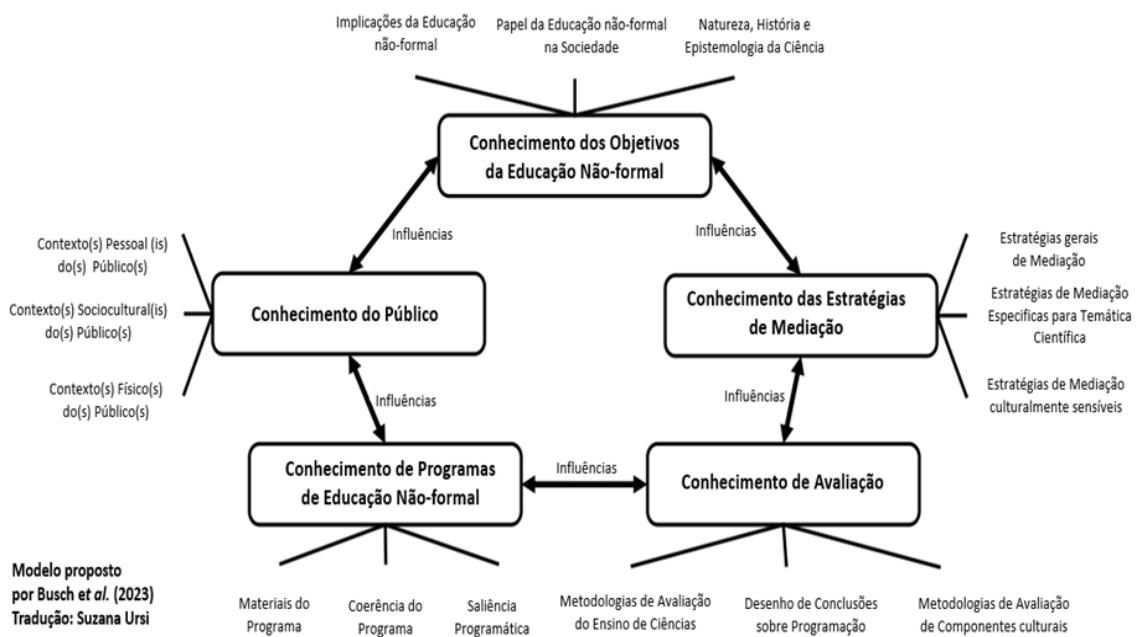 Implicações da Educação
não-formal
Papel da Educação não-formal
na Sociedade
Natureza, História e
Epistemologia da Ciência
Conhecimento dos Objetivos
da Educação Não-formal
Influências
Influências
Contexto(s) Pessoal (is)
do(s) Público(s)
Contexto(s) Sociocultural(is)
do(s) Público(s)
Contexto(s) Físico(s)
do(s) Público(s)
Conhecimento do Público
Conhecimento das Estratégias
de Mediação
Estratégias gerais
de Mediação
Estratégias de Mediação
Especificas para Temática
Científica
Estratégias de Mediação
culturalmente sensíveis
Influências
Influências
Conhecimento de Programas
de Educação Não-formal
Influências
Conhecimento de Avaliação
Materiais do
Programa
Coerência do
Programa
Saliência
Programática
Metodologias de Avaliação
do Ensino de Ciências
Desenho de Conclusões
sobre Programação
Metodologias de Avaliação
de Componentes culturais
Modelo proposto
por Busch et al. (2023)
Tradução: Suzana Ursi